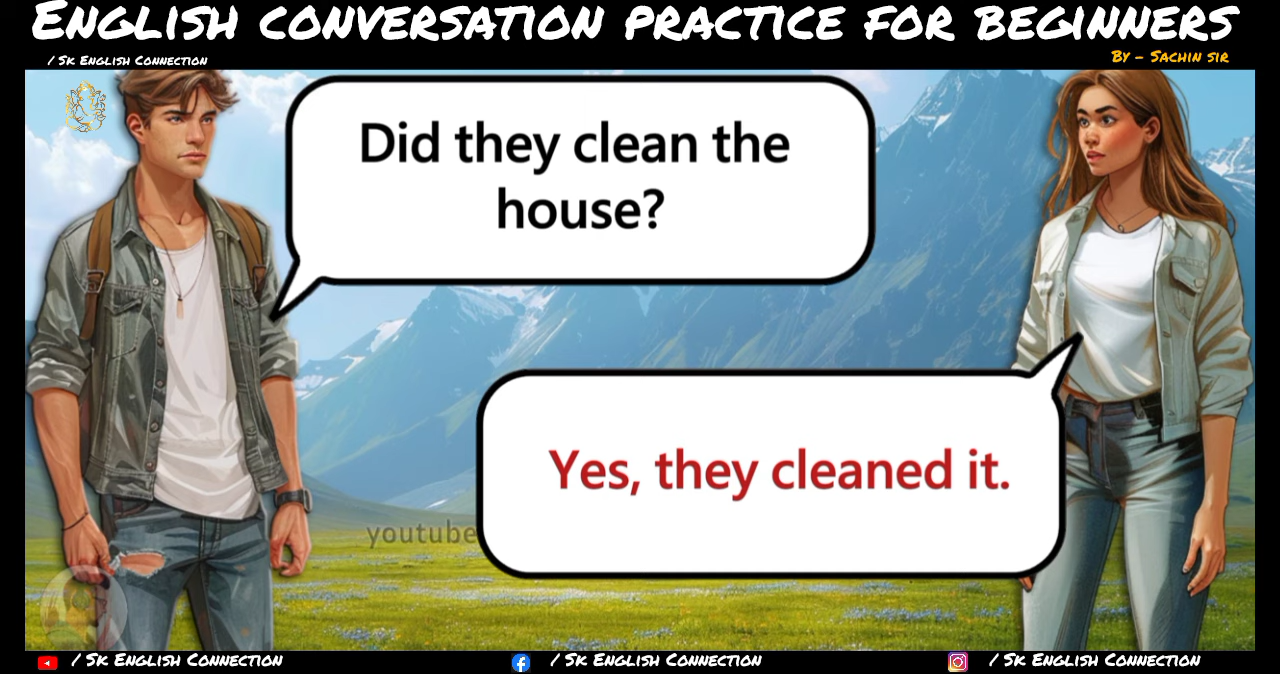 English conversation practice for beginners
/ Sk English Connection
By - Sachin sir
Did they clean the
house?
Yes, they cleaned it.
youtube
/ Sk English Connection
/ Sk English Connection
/ Sk English Connection